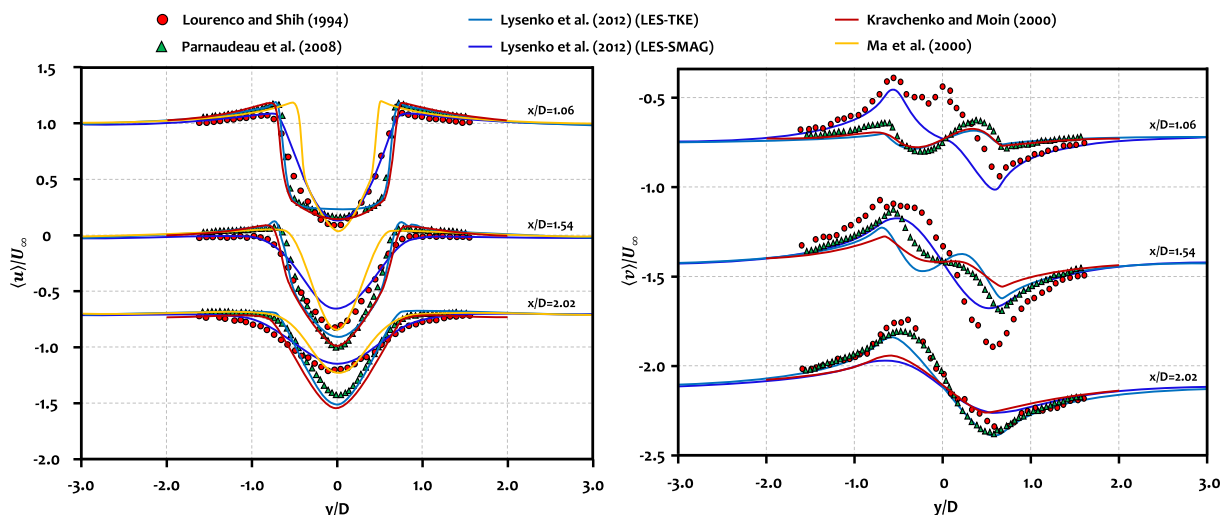 Lourenco and Shih (1994)
Lysenko et al. (2012) (LES-TKE)
Kravchenko and Moin (2000)
Parnaudeau et al. (2008)
Lysenko et al. (2012) (LES-SMAG)
Ma et al. (2000)
1.5
1.0
0.5
0
-0.5
-1.0
-1.5
-2.0
⟨u⟩/U∞
x/D=1.06
x/D=1.54
x/D=2.02
-3.0 -2.0 -1.0 0 1.0 2.0 3.0
y/D
-0.5
-1.0
-1.5
-2.0
-2.5
⟨v⟩/U∞
x/D=1.06
x/D=1.54
x/D=2.02
-3.0 -2.0 -1.0 0 1.0 2.0 3.0
y/D